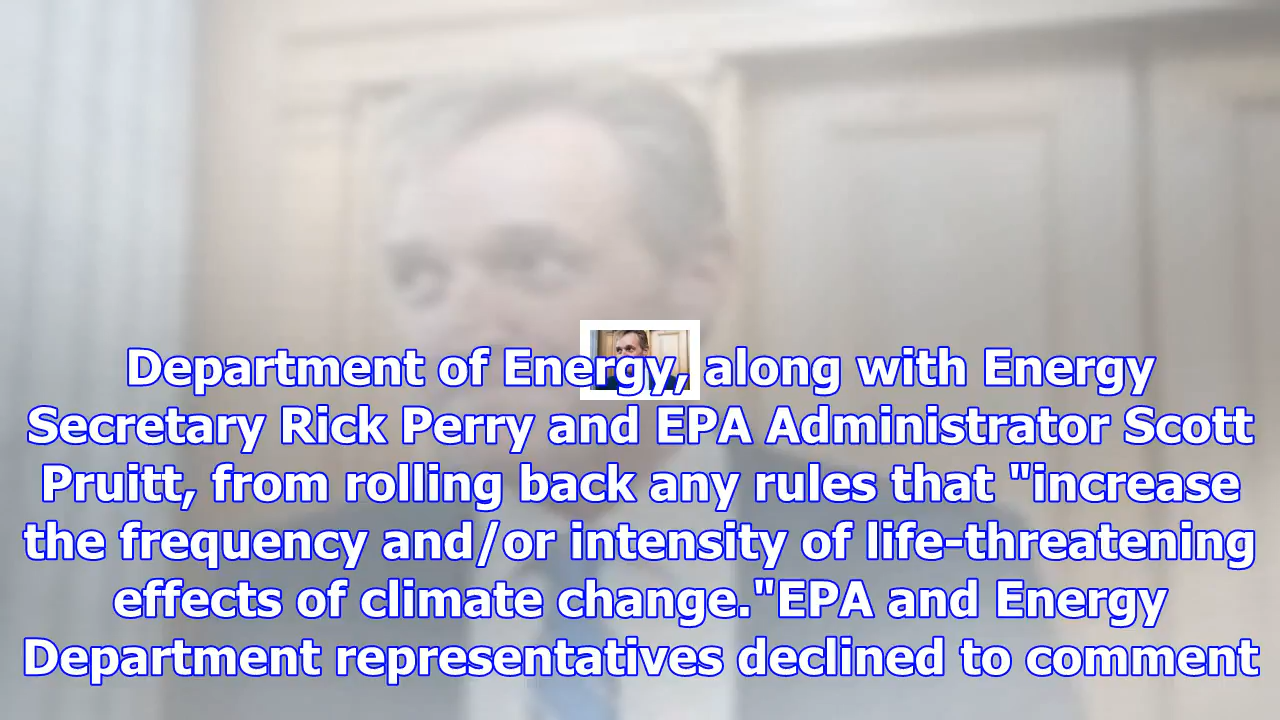 Department of Energy, along with Energy
Secretary Rick Perry and EPA Administrator Scott
Pruitt, from rolling back any rules that "increase
the frequency and/or intensity of life-threatening
effects of climate change."EPA and Energy
Department representatives declined to comment